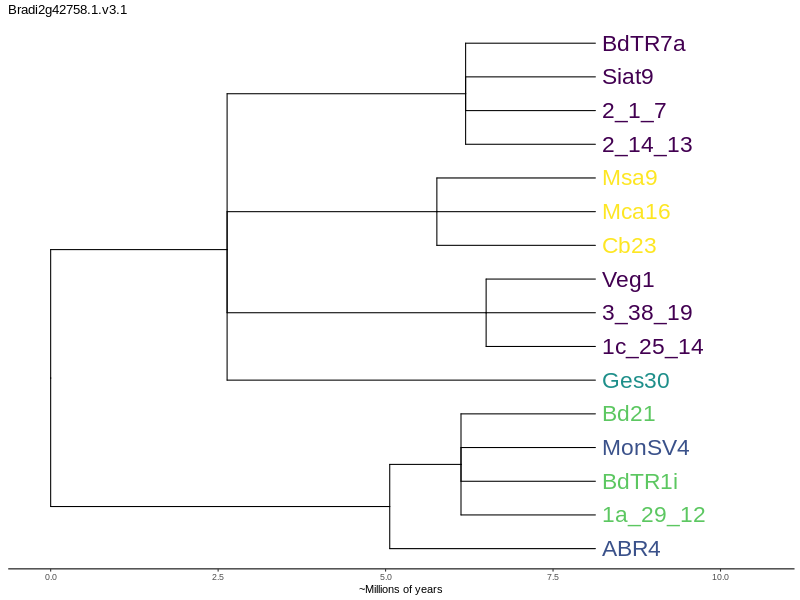 Bradi2g42758.1.v3.1
BdTR7a
Siat9
2_1_7
2_14_13
Msa9
Mca16
Cb23
Veg1
3_38_19
1c_25_14
Ges30
Bd21
MonSV4
BdTR1i
1a_29_12
ABR4
0.0 2.5 5.0 7.5 10.0
~Millions of years